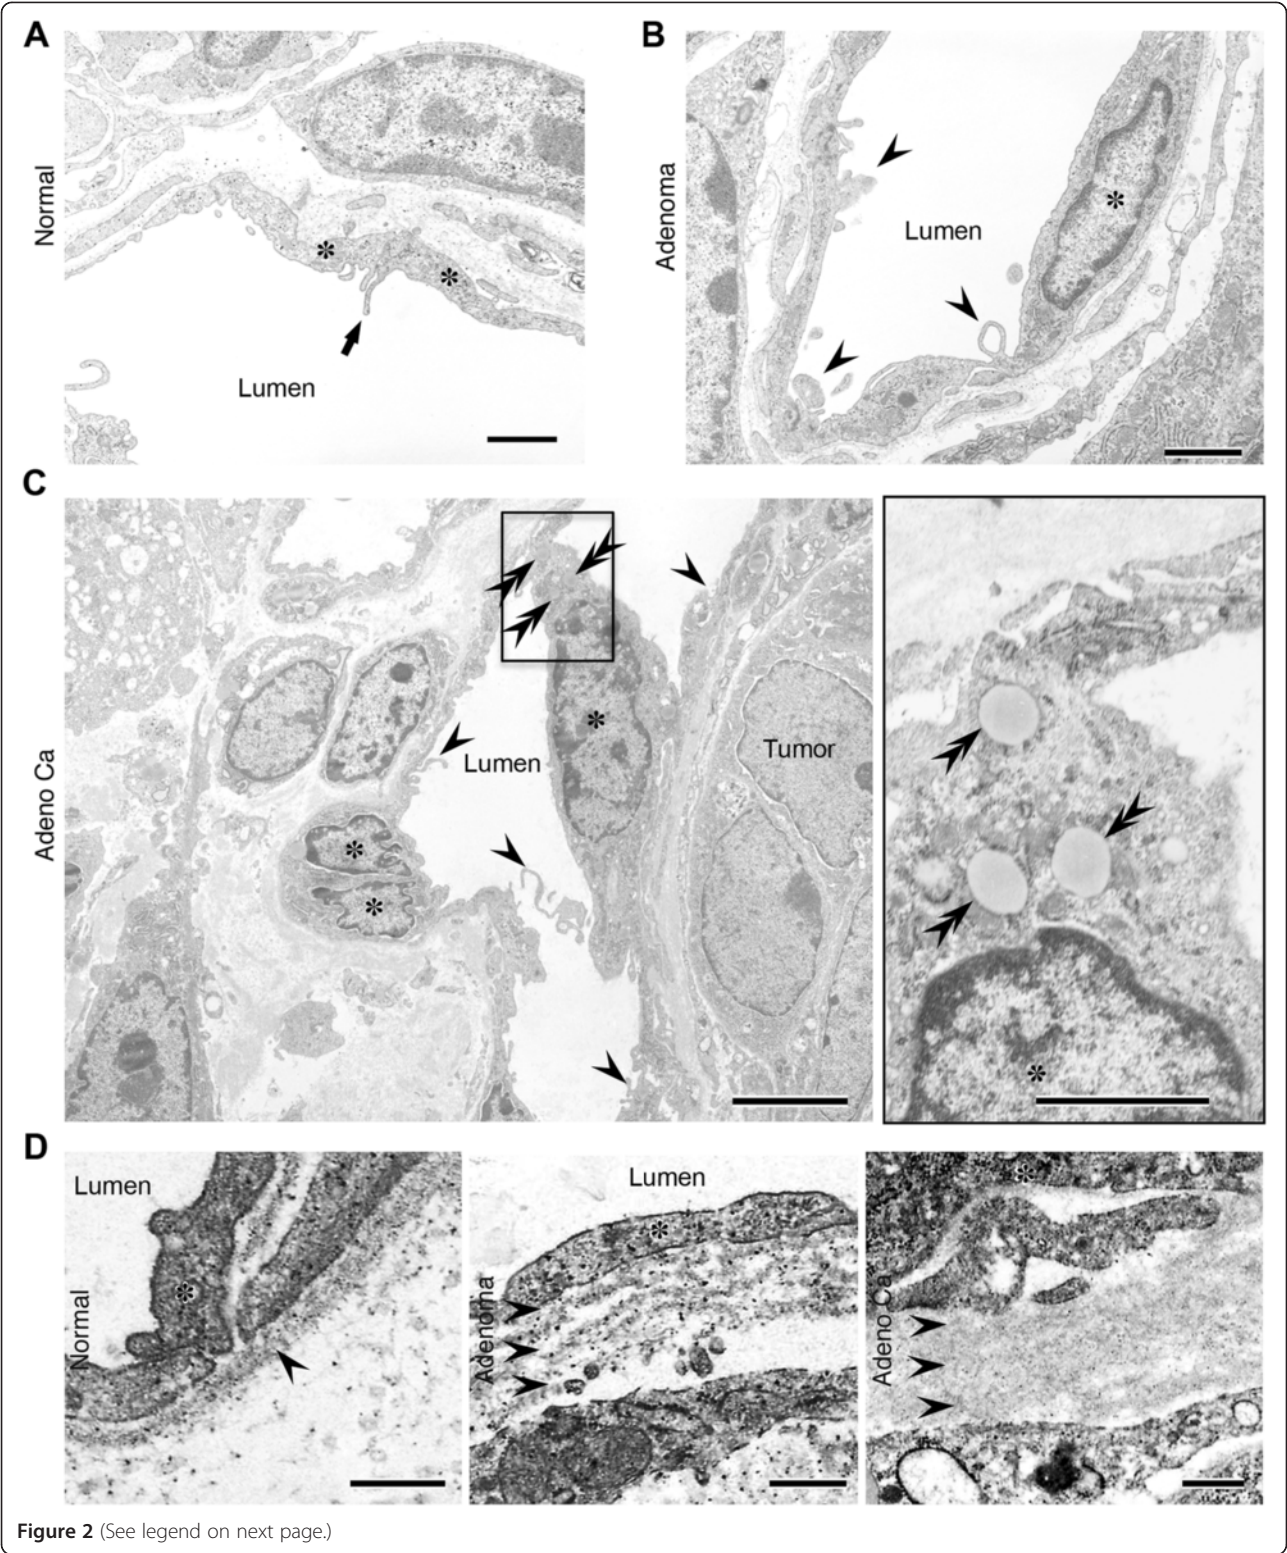 A
B
Normal
Lumen
Adenoma
Lumen
C
Adeno Ca
Lumen
Tumor
D
Normal
Lumen
Adenoma
Lumen
Adeno Ca
Figure 2 (See legend on next page.)